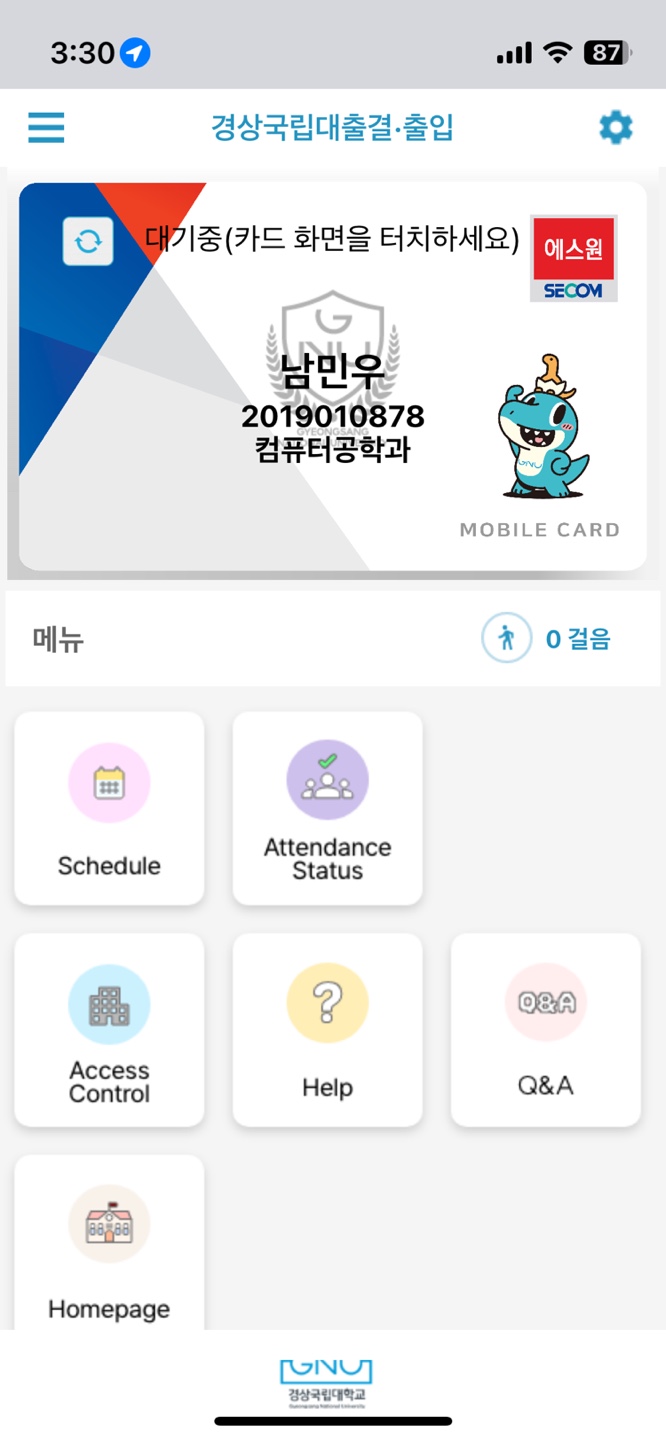 3:30
87
경상국립대출결·출입
대기중(카드 화면을 터치하세요)
에스원
SECOM
GNU
남민우
2019010878
GYEONGSANG
컴퓨터공학과
GNU
MOBILE CARD
메뉴
0 걸음
Schedule
Attendance
Status
Access
Control
Help
Q&A
Q&A
Homepage
GNU
경상국립대학교
Gyeongsang National University